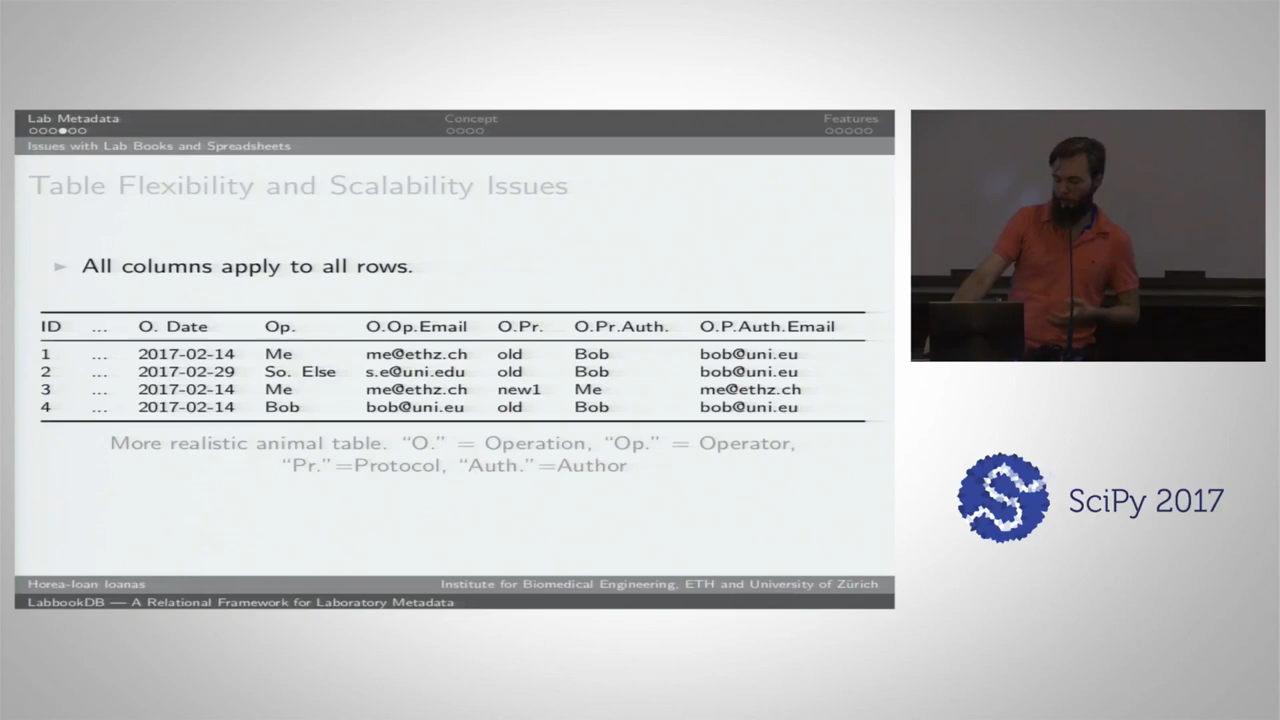 Lab Metadata Concept Features
Issues with Lab Books and Spreadsheets
Table Flexibility and Scalability Issues
All columns apply to all rows.
ID ... O. Date Op. O.Op.Email O.Pr. O.Pr.Auth. O.P.Auth.Email
1 ... 2017-02-14 Me me@ethz.ch old Bob bob@uni.eu
2 ... 2017-02-29 So. Else s.e@uni.edu old Bob bob@uni.eu
3 ... 2017-02-14 Me me@ethz.ch new1 Me me@ethz.ch
4 ... 2017-02-14 Bob bob@uni.eu old Bob bob@uni.eu
More realistic animal table. “O.” = Operation, “Op.” = Operator,
“Pr.”=Protocol, “Auth.”=Author
Horea-Ioan Ioanas Institute for Biomedical Engineering, ETH and University of Zürich
LabbookDB — A Relational Framework for Laboratory Metadata
SciPy 2017